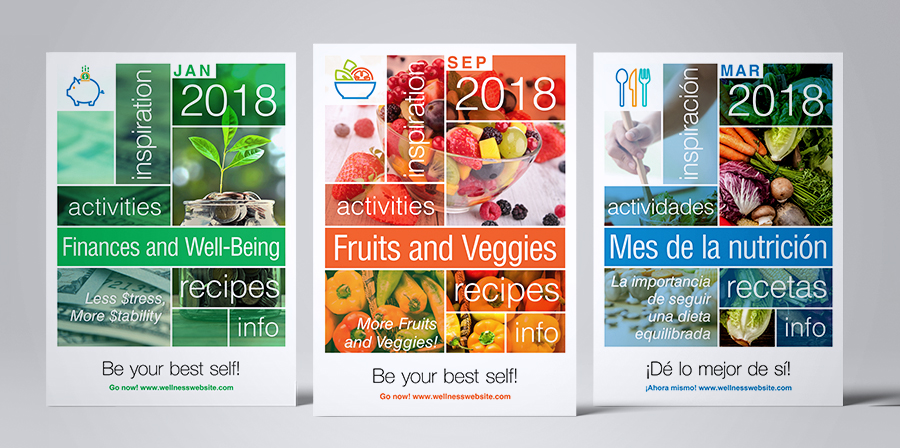 JAN
2018
inspiration
activities
Finances and Well-Being
Less $tress,
More $tability
recipes
info
Be your best self!
Go now! www.wellnesswebsite.com
SEP
2018
inspiration
activities
Fruits and Veggies
More Fruits
and Veggies!
recipes
info
Be your best self!
Go now! www.wellnesswebsite.com
MAR
2018
inspiración
actividades
Mes de la nutrición
La importancia
de seguir
una dieta
equilibrada
recetas
info
¡Dé lo mejor de sí!
¡Ahora mismo! www.wellnesswebsite.com